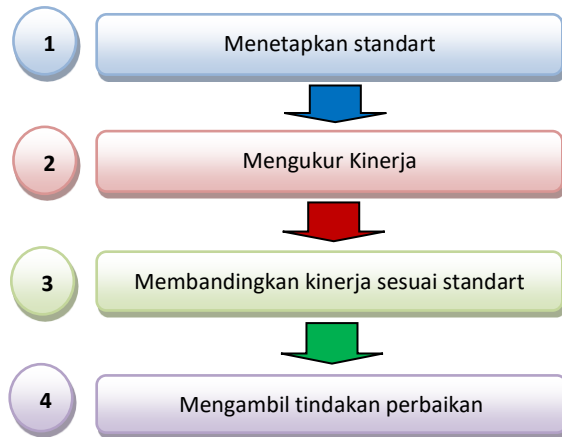 1 Menetapkan standart
2 Mengukur Kinerja
3 Membandingkan kinerja sesuai standart
4 Mengambil tindakan perbaikan